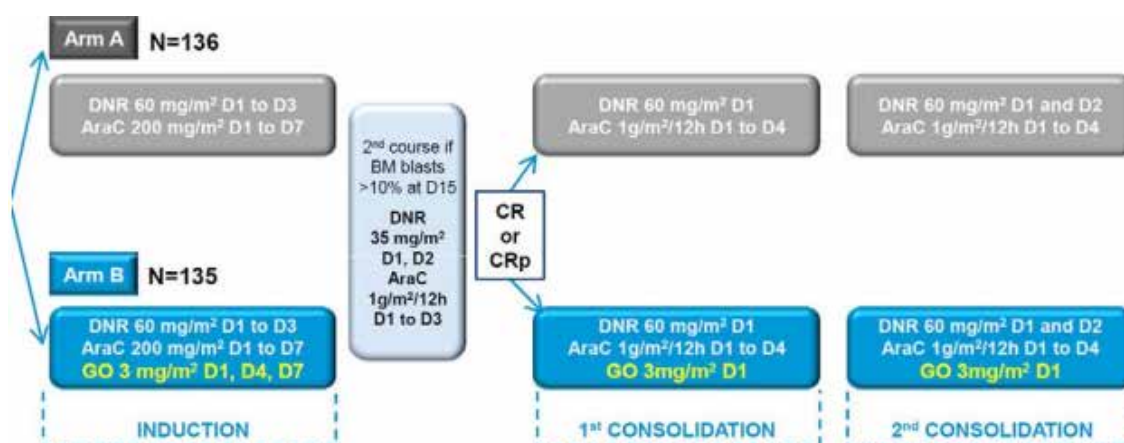 Arm A N=136
DNR 60 mg/m² D1 to D3
AraC 200 mg/m² D1 to D7
2nd course if
BM blasts
>10% at D15
DNR
35 mg/m²
D1, D2
AraC
1g/m²/12h
D1 to D3
CR
or
CRp
DNR 60 mg/m² D1
AraC 1g/m²/12h D1 to D4
DNR 60 mg/m² D1 and D2
AraC 1g/m²/12h D1 to D4
Arm B N=135
DNR 60 mg/m² D1 to D3
AraC 200 mg/m² D1 to D7
GO 3 mg/m² D1, D4, D7
DNR 60 mg/m² D1
AraC 1g/m²/12h D1 to D4
GO 3mg/m² D1
DNR 60 mg/m² D1 and D2
AraC 1g/m²/12h D1 to D4
GO 3mg/m² D1
INDUCTION
1st CONSOLIDATION
2nd CONSOLIDATION